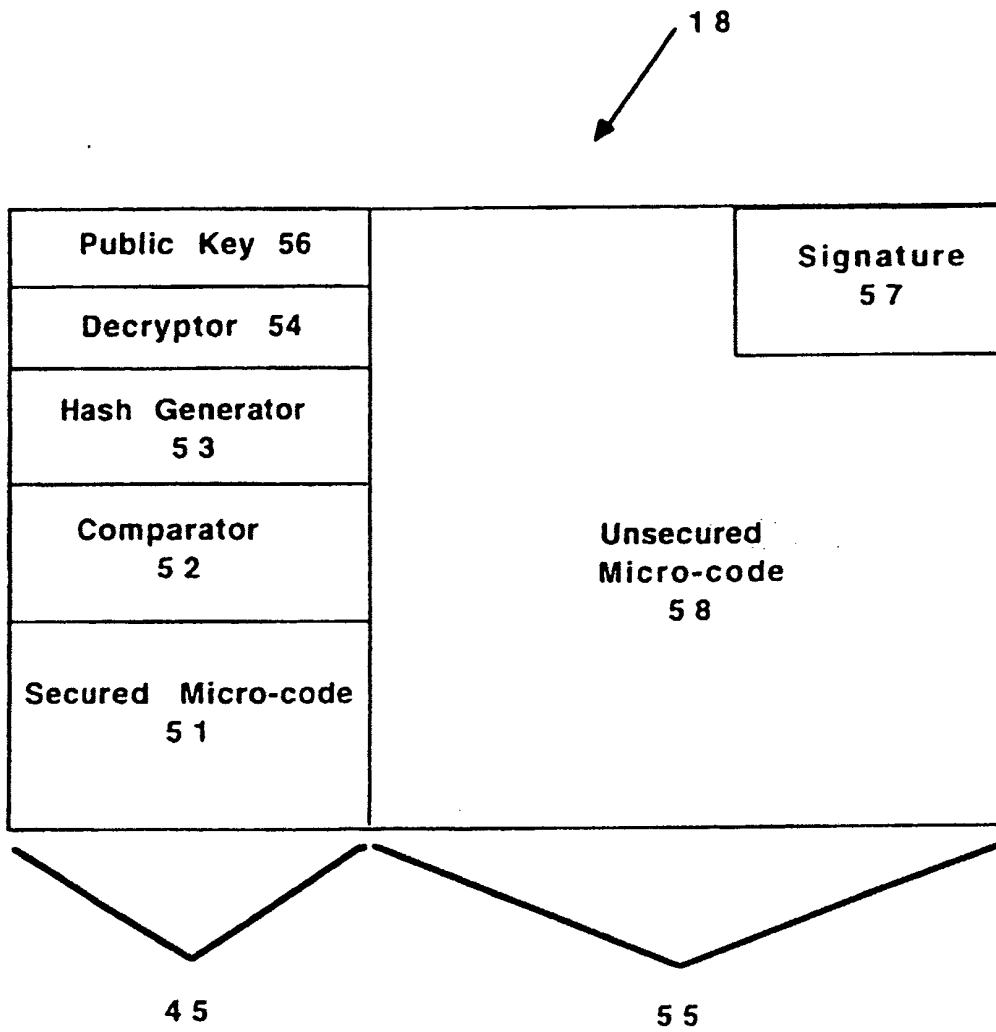 18
Public Key 56
Decryptor 54
Hash Generator
53
Comparator
52
Secured Micro-code
51
Signature
57
Unsecured
Micro-code
58
45
55